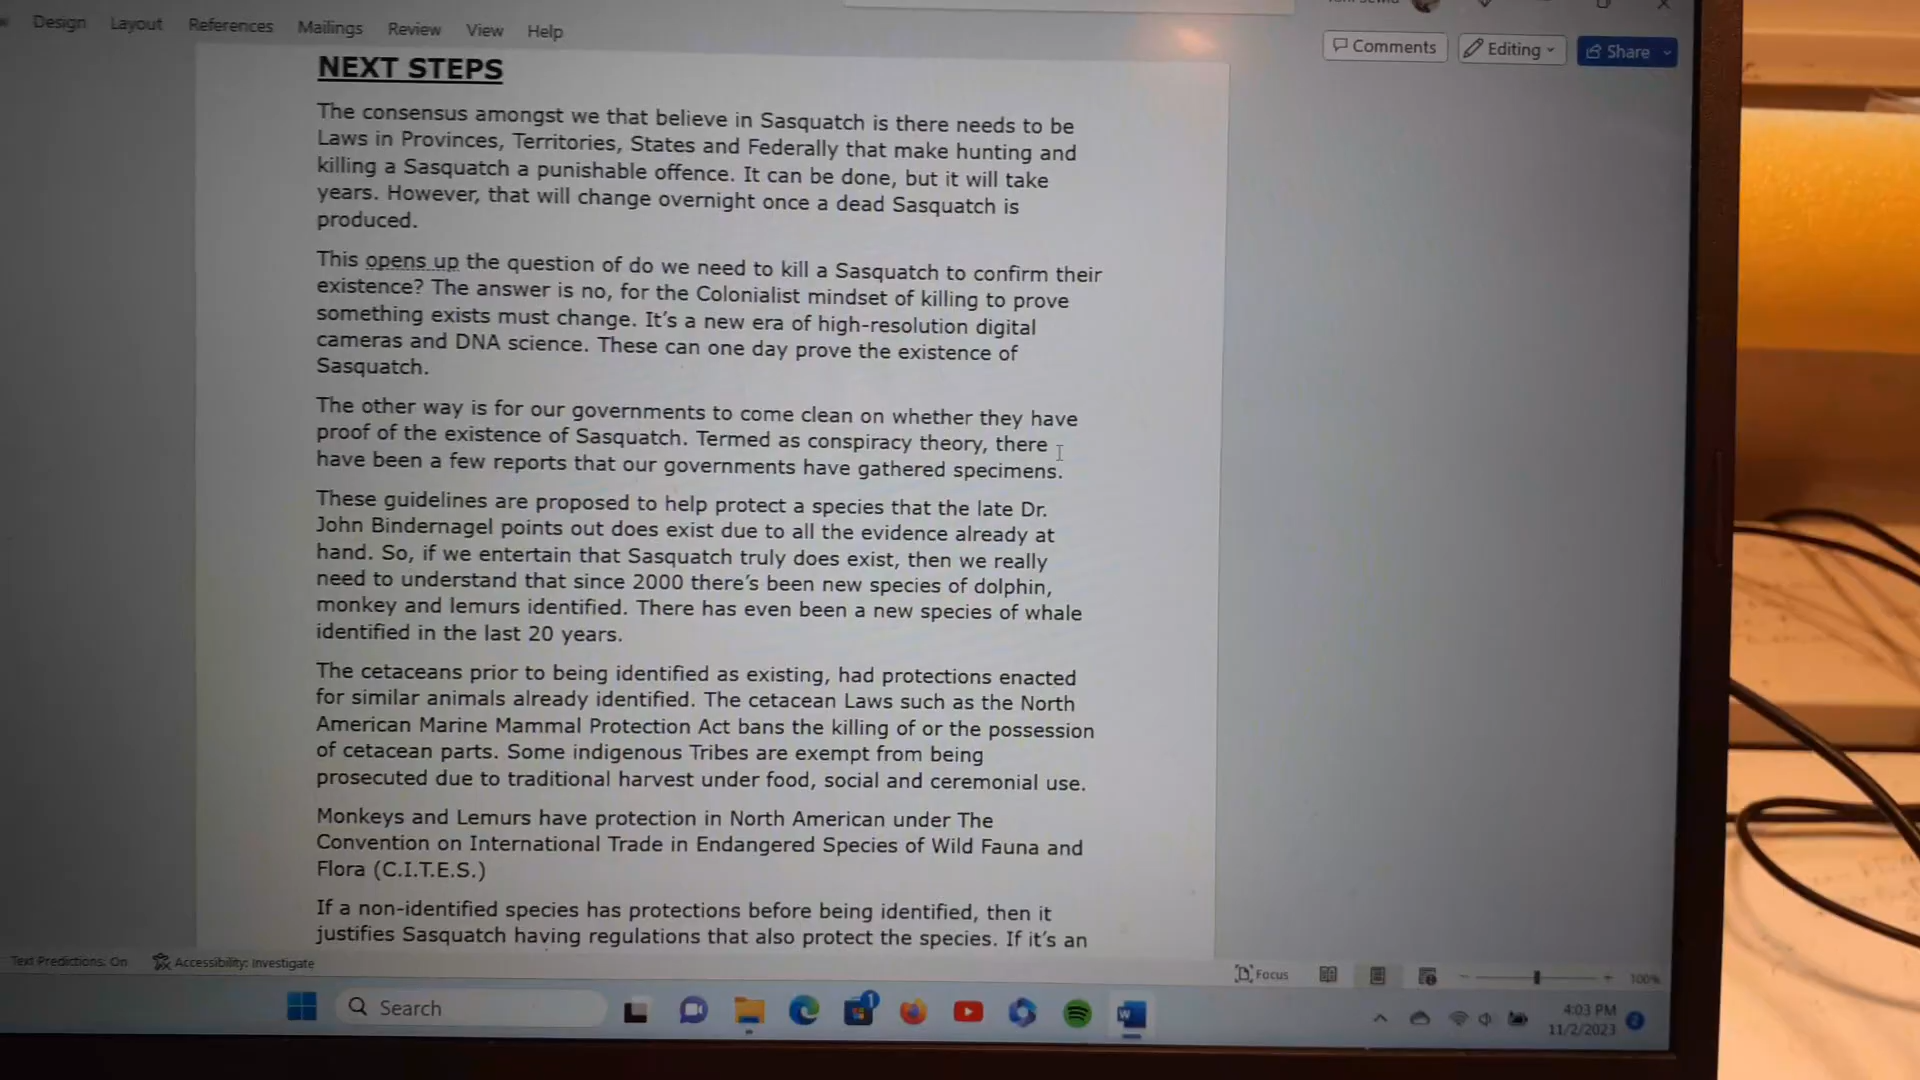 Design Layout References Mailings Review View Help
Comments Editing Share
NEXT STEPS
The consensus amongst we that believe in Sasquatch is there needs to be
Laws in Provinces, Territories, States and Federally that make hunting and
killing a Sasquatch a punishable offence. It can be done, but it will take
years. However, that will change overnight once a dead Sasquatch is
produced.
This opens up the question of do we need to kill a Sasquatch to confirm their
existence? The answer is no, for the Colonialist mindset of killing to prove
something exists must change. It's a new era of high-resolution digital
cameras and DNA science. These can one day prove the existence of
Sasquatch.
The other way is for our governments to come clean on whether they have
proof of the existence of Sasquatch. Termed as conspiracy theory, there
have been a few reports that our governments have gathered specimens.
These guidelines are proposed to help protect a species that the late Dr.
John Bindernagel points out does exist due to all the evidence already at
hand. So, if we entertain that Sasquatch truly does exist, then we really
need to understand that since 2000 there's been new species of dolphin,
monkey and lemurs identified. There has even been a new species of whale
identified in the last 20 years.
The cetaceans prior to being identified as existing, had protections enacted
for similar animals already identified. The cetacean Laws such as the North
American Marine Mammal Protection Act bans the killing of or the possession
of cetacean parts. Some indigenous Tribes are exempt from being
prosecuted due to traditional harvest under food, social and ceremonial use.
Monkeys and Lemurs have protection in North American under The
Convention on International Trade in Endangered Species of Wild Fauna and
Flora (C.I.T.E.S.)
If a non-identified species has protections before being identified, then it
justifies Sasquatch having regulations that also protect the species. If it's an
Text Predictions: On Accessibility: Investigate
Focus 100%
Search
1
W
4:03 PM
11/2/2023